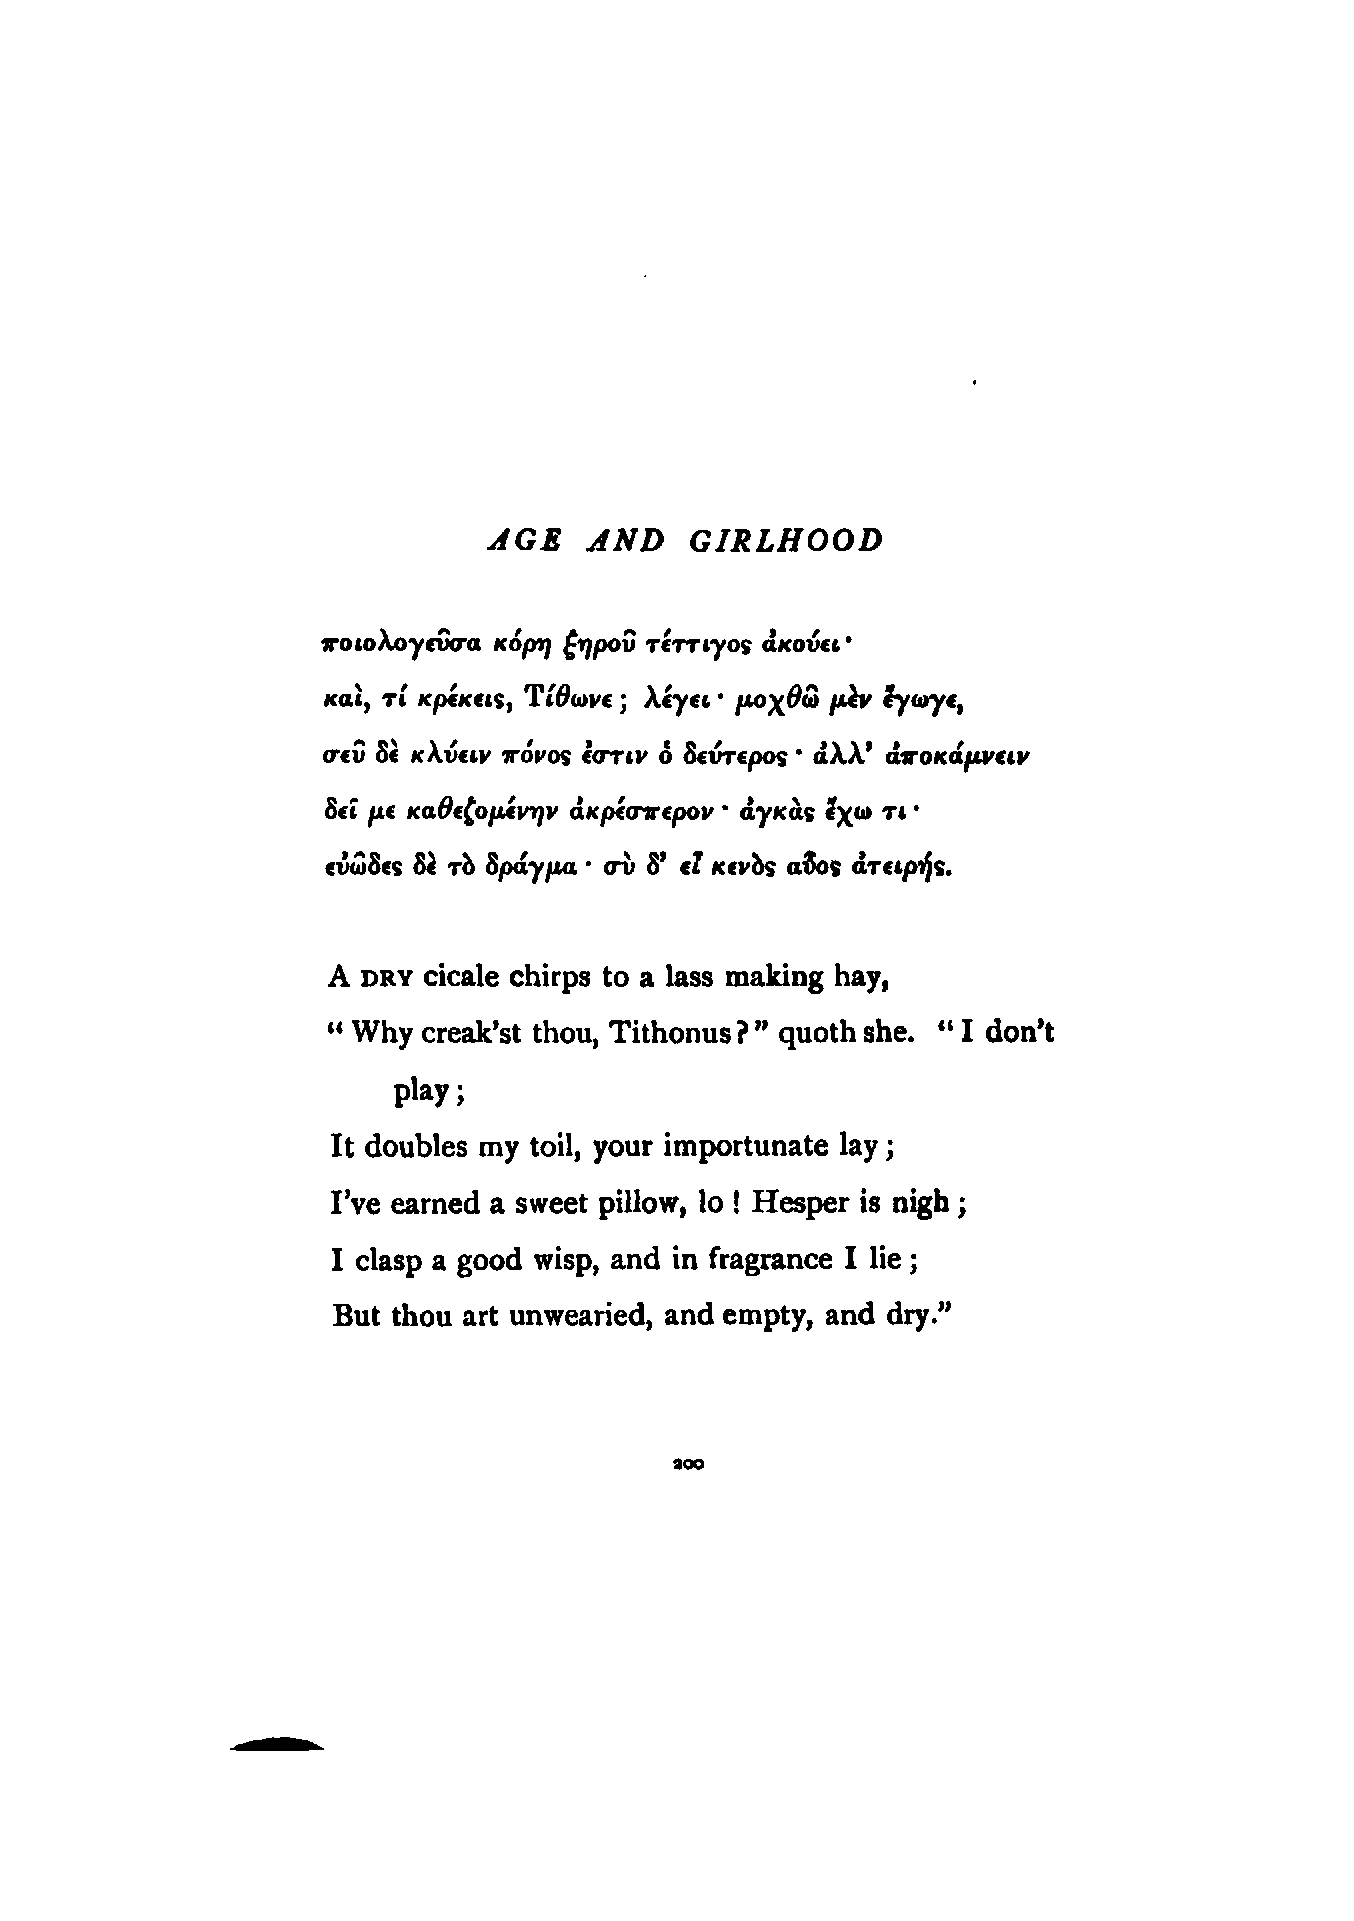 AGE AND GIRLHOOD
ποιολογεῦσα κόρη ξηροῦ τέττιγος ἀκούει·
καὶ, τί κρέκεις, Τίθωνε; λέγει· μοχθῶ μὲν ἔγωγε,
σεῦ δὲ κλύειν πόνος ἐστιν ὁ δεύτερος· ἀλλ’ ἀποκάμνειν
δεῖ με καθεζομένην ἀκρέσπερον· ἀγκὰς ἔχω τι·
εὐῶδες δὲ τὸ δράγμα· σὺ δ’ εἶ κενὸς αὖος ἀτειρής.
A DRY cicale chirps to a lass making hay,
“Why creak’st thou, Tithonus?” quoth she. “I don’t
play;
It doubles my toil, your importunate lay;
I’ve earned a sweet pillow, lo! Hesper is nigh;
I clasp a good wisp, and in fragrance I lie;
But thou art unwearied, and empty, and dry.”
200